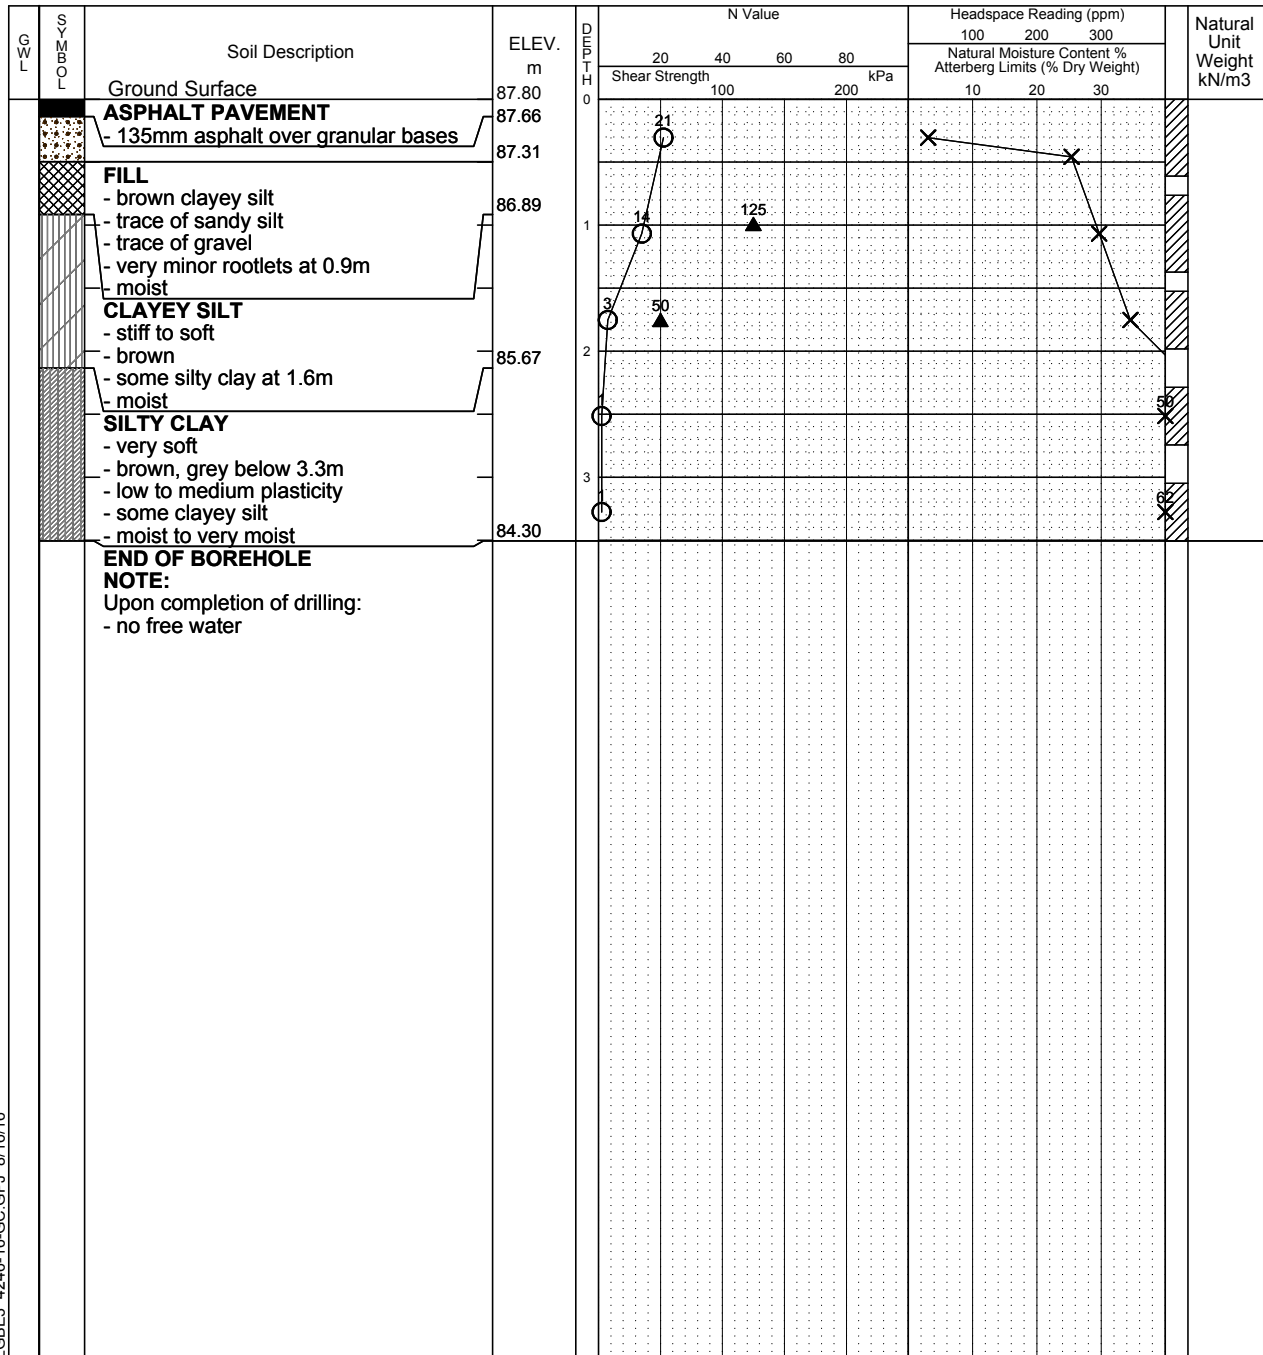 GWL
SYMBOL
Soil Description
Ground Surface
ELEV.
m
DEPTH
N Value
20 40 60 80
Shear Strength kPa
100 200
Headspace Reading (ppm)
100 200 300
Natural Moisture Content %
Atterberg Limits (% Dry Weight)
10 20 30
Natural
Unit
Weight
kN/m3
87.80
0
ASPHALT PAVEMENT
87.66
- 135mm asphalt over granular bases
21
87.31
FILL
- brown clayey silt
86.89
- trace of sandy silt
14
125
- trace of gravel
1
- very minor rootlets at 0.9m
- moist
CLAYEY SILT
3
50
- stiff to soft
- brown
2
85.67
- some silty clay at 1.6m
- moist
1
50
SILTY CLAY
- very soft
- brown, grey below 3.3m
3
- low to medium plasticity
1
62
- some clayey silt
- moist to very moist
84.30
END OF BOREHOLE
NOTE:
Upon completion of drilling:
- no free water